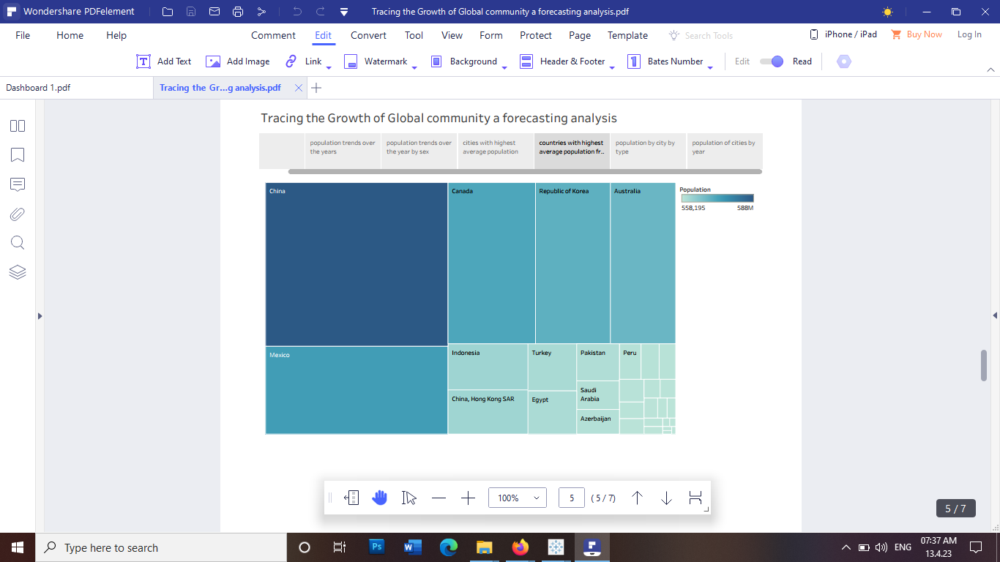 Wondershare PDFelement
Tracing the Growth of Global community a forecasting analysis.pdf
File Home Help Comment Edit Convert Tool View Form Protect Page Template Search Tools iPhone / iPad Buy Now Log In
Add Text Add Image Link Watermark Background Header & Footer Bates Number Edit Read
Dashboard 1.pdf Tracing the Gr...g analysis.pdf
Tracing the Growth of Global community a forecasting analysis
population trends over
the years
population trends over
the year by sex
cities with highest
average population
countries with highest
average population fr..
population by city by
type
population of cities by
year
China
Canada
Republic of Korea
Australia
Population
558,195 588M
Mexico
Indonesia
Turkey
Pakistan
Peru
Saudi
Arabia
China, Hong Kong SAR
Egypt
Azerbaijan
100% 5 ( 5 / 7 )
5 / 7
Type here to search
Ps
W
ENG
07:37 AM
13.4.23